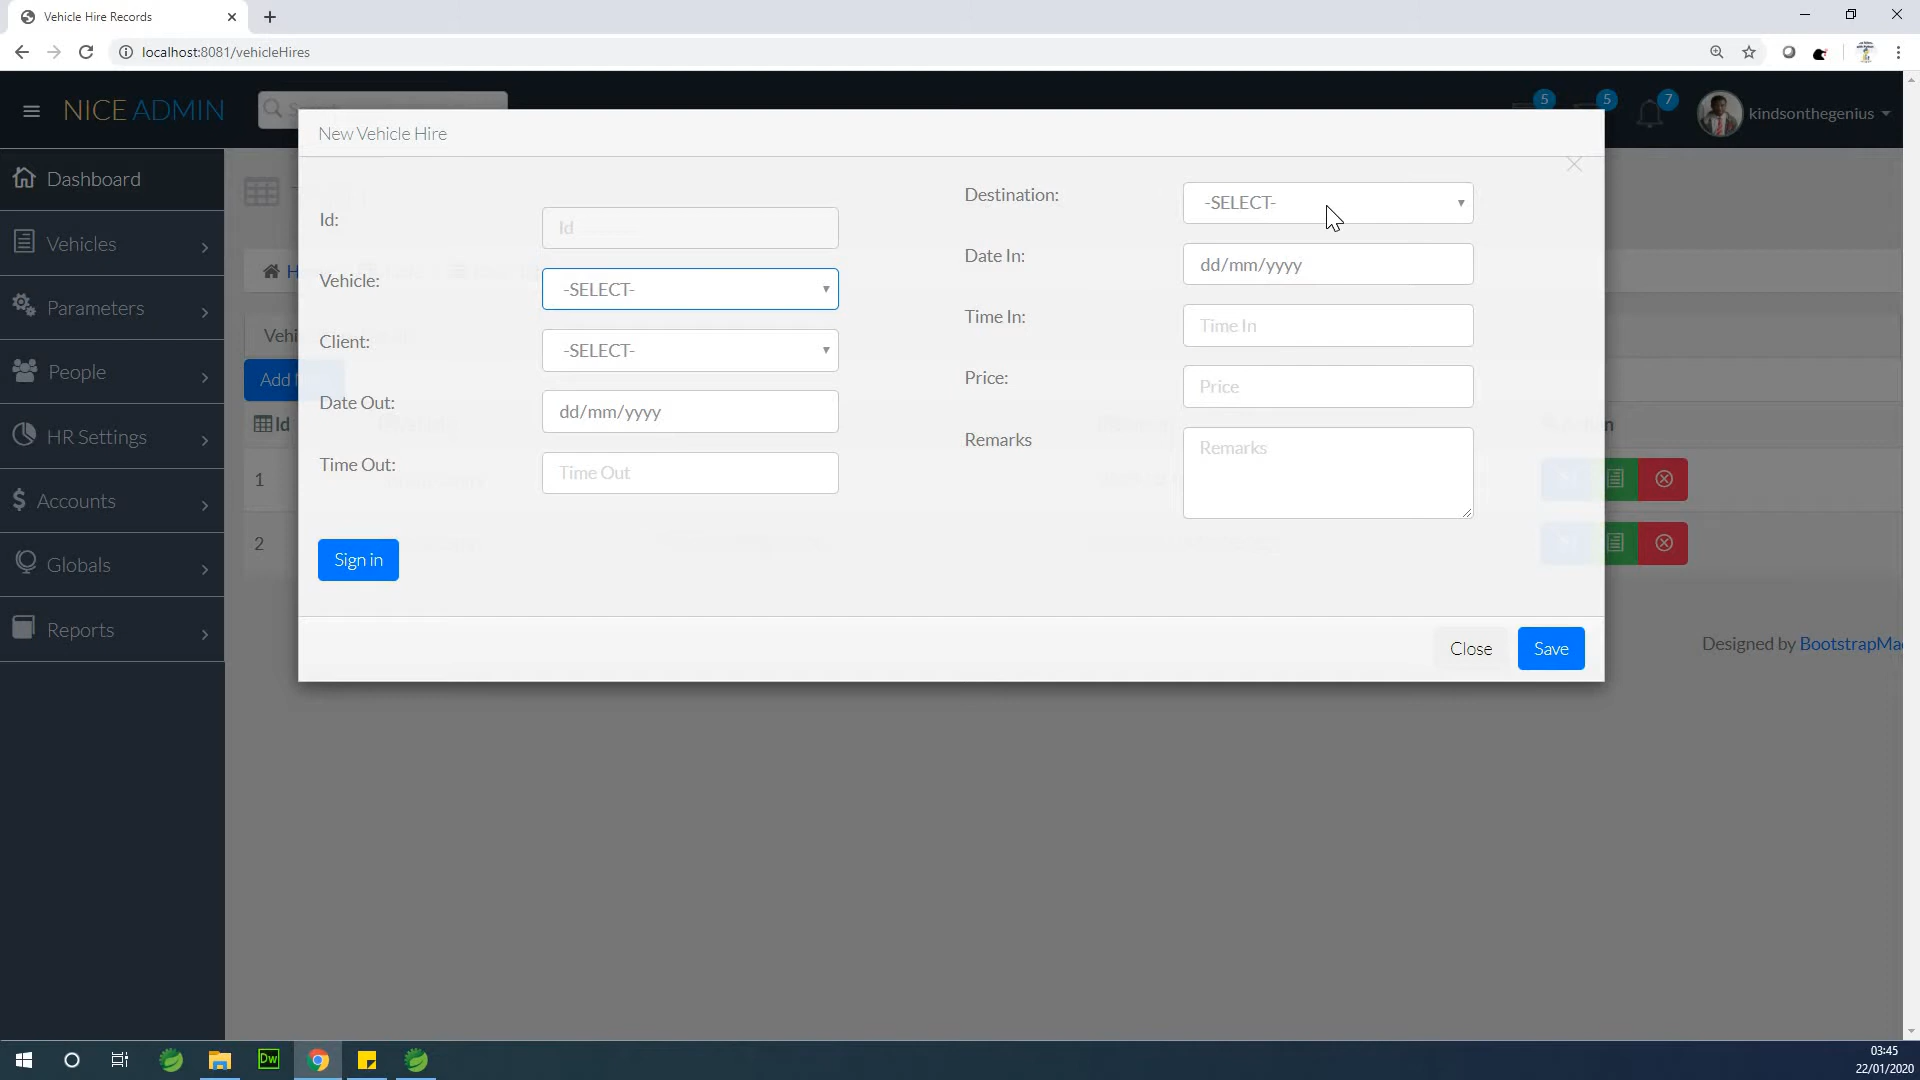 Vehicle Hire Records
localhost:8081/vehicleHires
NICE ADMIN
5
5
7
kindsonthegenius
New Vehicle Hire
Dashboard
Vehicles
Parameters
People
HR Settings
Accounts
Globals
Reports
Id:
Id
Vehicle:
-SELECT-
Client:
-SELECT-
Date Out:
dd/mm/yyyy
Time Out:
Time Out
Destination:
-SELECT-
Date In:
dd/mm/yyyy
Time In:
Time In
Price:
Price
Remarks
Remarks
Sign in
Close
Save
Add
Id
1
2
Designed by
Dw
03:45
22/01/2020